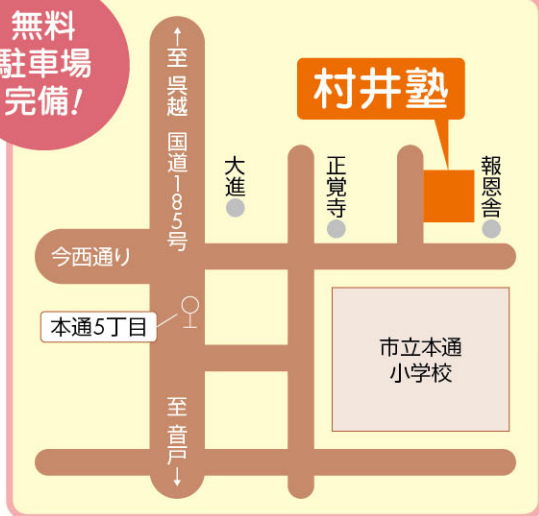 無料
駐車場
完備!
↑至 呉越 国道185号
村井塾
大進
正覚寺
報恩舎
今西通り
本通5丁目
市立本通
小学校
至 音戸↓